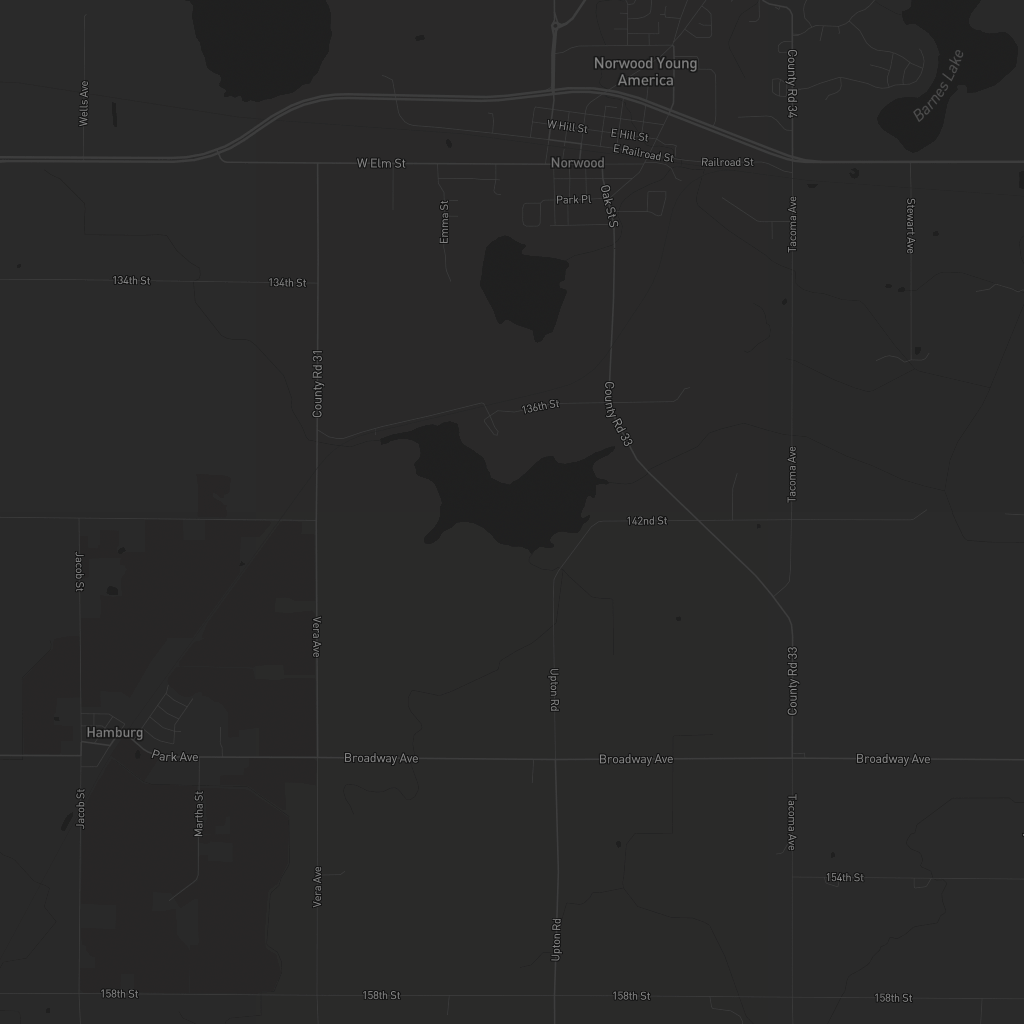 Norwood Young
America
Wells Ave
County Rd 34
Barnes Lake
W Hill St
E Hill St
E Railroad St
W Elm St
Norwood
Railroad St
Park Pl
Oak St S
Emma St
Tacoma Ave
Stewart Ave
134th St
134th St
County Rd 31
136th St
County Rd 33
Tacoma Ave
142nd St
Jacob St
Vera Ave
Upton Rd
County Rd 33
Hamburg
Park Ave
Broadway Ave
Broadway Ave
Broadway Ave
Jacob St
Martha St
Tacoma Ave
Vera Ave
154th St
Upton Rd
158th St
158th St
158th St
158th St